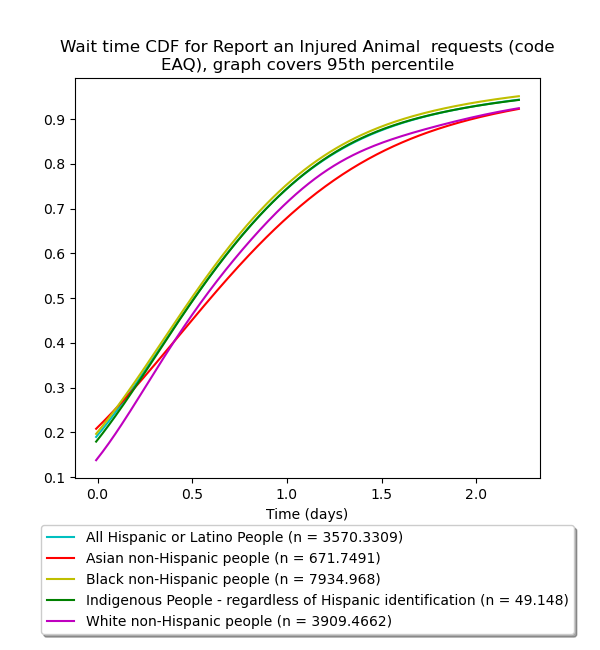 Wait time CDF for Report an Injured Animal  requests (code
EAQ), graph covers 95th percentile
0.9
0.8
0.7
0.6
0.5
0.4
0.3
0.2
0.1
0.0 0.5 1.0 1.5 2.0
Time (days)
All Hispanic or Latino People (n = 3570.3309)
Asian non-Hispanic people (n = 671.7491)
Black non-Hispanic people (n = 7934.968)
Indigenous People - regardless of Hispanic identification (n = 49.148)
White non-Hispanic people (n = 3909.4662)